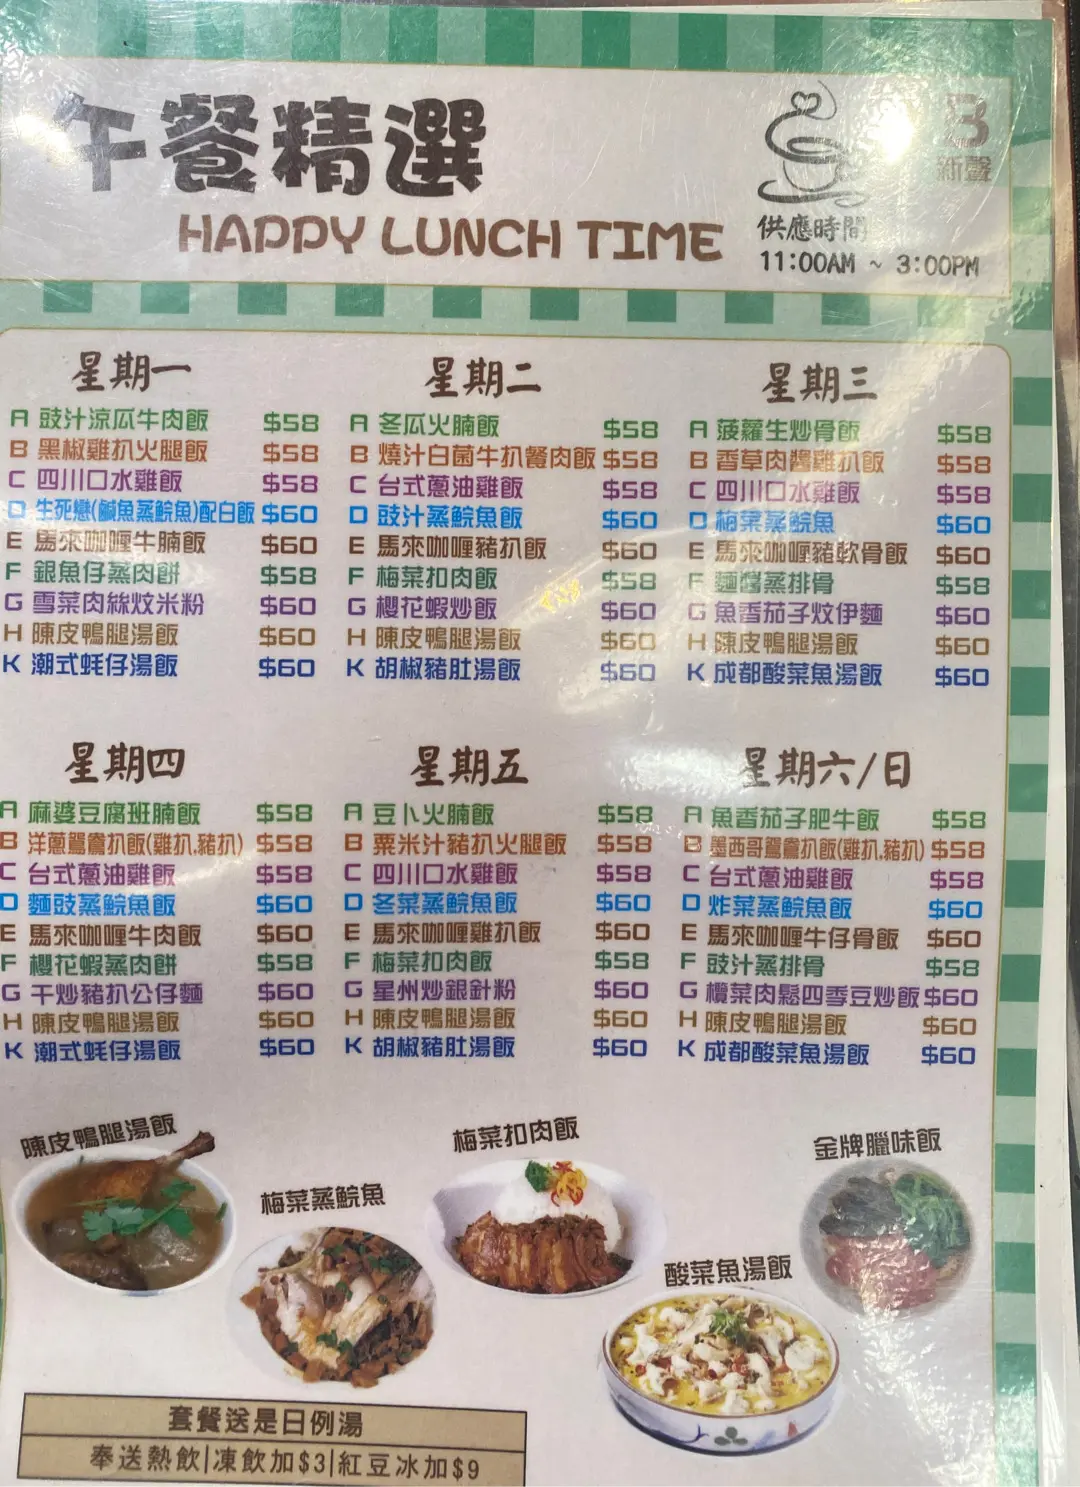 午餐精選
HAPPY LUNCH TIME
B
新聲
供應時間
11:00AM ~ 3:00PM
星期一
A 豉汁涼瓜牛肉飯 $58
B 黑椒雞扒火腿飯 $58
C 四川口水雞飯 $58
D 生死戀(鹹魚蒸鯇魚)配白飯 $60
E 馬來咖喱牛腩飯 $60
F 銀魚仔蒸肉餅 $58
G 雪菜肉絲炆米粉 $60
H 陳皮鴨腿湯飯 $60
K 潮式蚝仔湯飯 $60
星期二
A 冬瓜火腩飯 $58
B 燒汁白菌牛扒餐肉飯 $58
C 台式蔥油雞飯 $58
D 豉汁蒸鯇魚飯 $60
E 馬來咖喱豬扒飯 $60
F 梅菜扣肉飯 $58
G 櫻花蝦炒飯 $60
H 陳皮鴨腿湯飯 $60
K 胡椒豬肚湯飯 $60
星期三
A 菠蘿生炒骨飯 $58
B 香草肉醬雞扒飯 $58
C 四川口水雞飯 $58
D 梅菜蒸鯇魚 $60
E 馬來咖喱豬軟骨飯 $60
F 麵醬蒸排骨 $58
G 魚香茄子炆伊麵 $60
H 陳皮鴨腿湯飯 $60
K 成都酸菜魚湯飯 $60
星期四
A 麻婆豆腐班腩飯 $58
B 洋蔥鴛鴦扒飯(雞扒.豬扒) $58
C 台式蔥油雞飯 $58
D 麵豉蒸鯇魚飯 $60
E 馬來咖喱牛肉飯 $60
F 櫻花蝦蒸肉餅 $58
G 干炒豬扒公仔麵 $60
H 陳皮鴨腿湯飯 $60
K 潮式蚝仔湯飯 $60
星期五
A 豆卜火腩飯 $58
B 粟米汁豬扒火腿飯 $58
C 四川口水雞飯 $58
D 冬菜蒸鯇魚飯 $60
E 馬來咖喱雞扒飯 $60
F 梅菜扣肉飯 $58
G 星州炒銀針粉 $60
H 陳皮鴨腿湯飯 $60
K 胡椒豬肚湯飯 $60
星期六/日
A 魚香茄子肥牛飯 $58
B 墨西哥鴛鴦扒飯(雞扒.豬扒) $58
C 台式蔥油雞飯 $58
D 炸菜蒸鯇魚飯 $60
E 馬來咖喱牛仔骨飯 $60
F 豉汁蒸排骨 $58
G 欖菜肉鬆四季豆炒飯 $60
H 陳皮鴨腿湯飯 $60
K 成都酸菜魚湯飯 $60
陳皮鴨腿湯飯
梅菜蒸鯇魚
梅菜扣肉飯
酸菜魚湯飯
金牌臘味飯
套餐送是日例湯
奉送熱飲|凍飲加$3|紅豆冰加$9